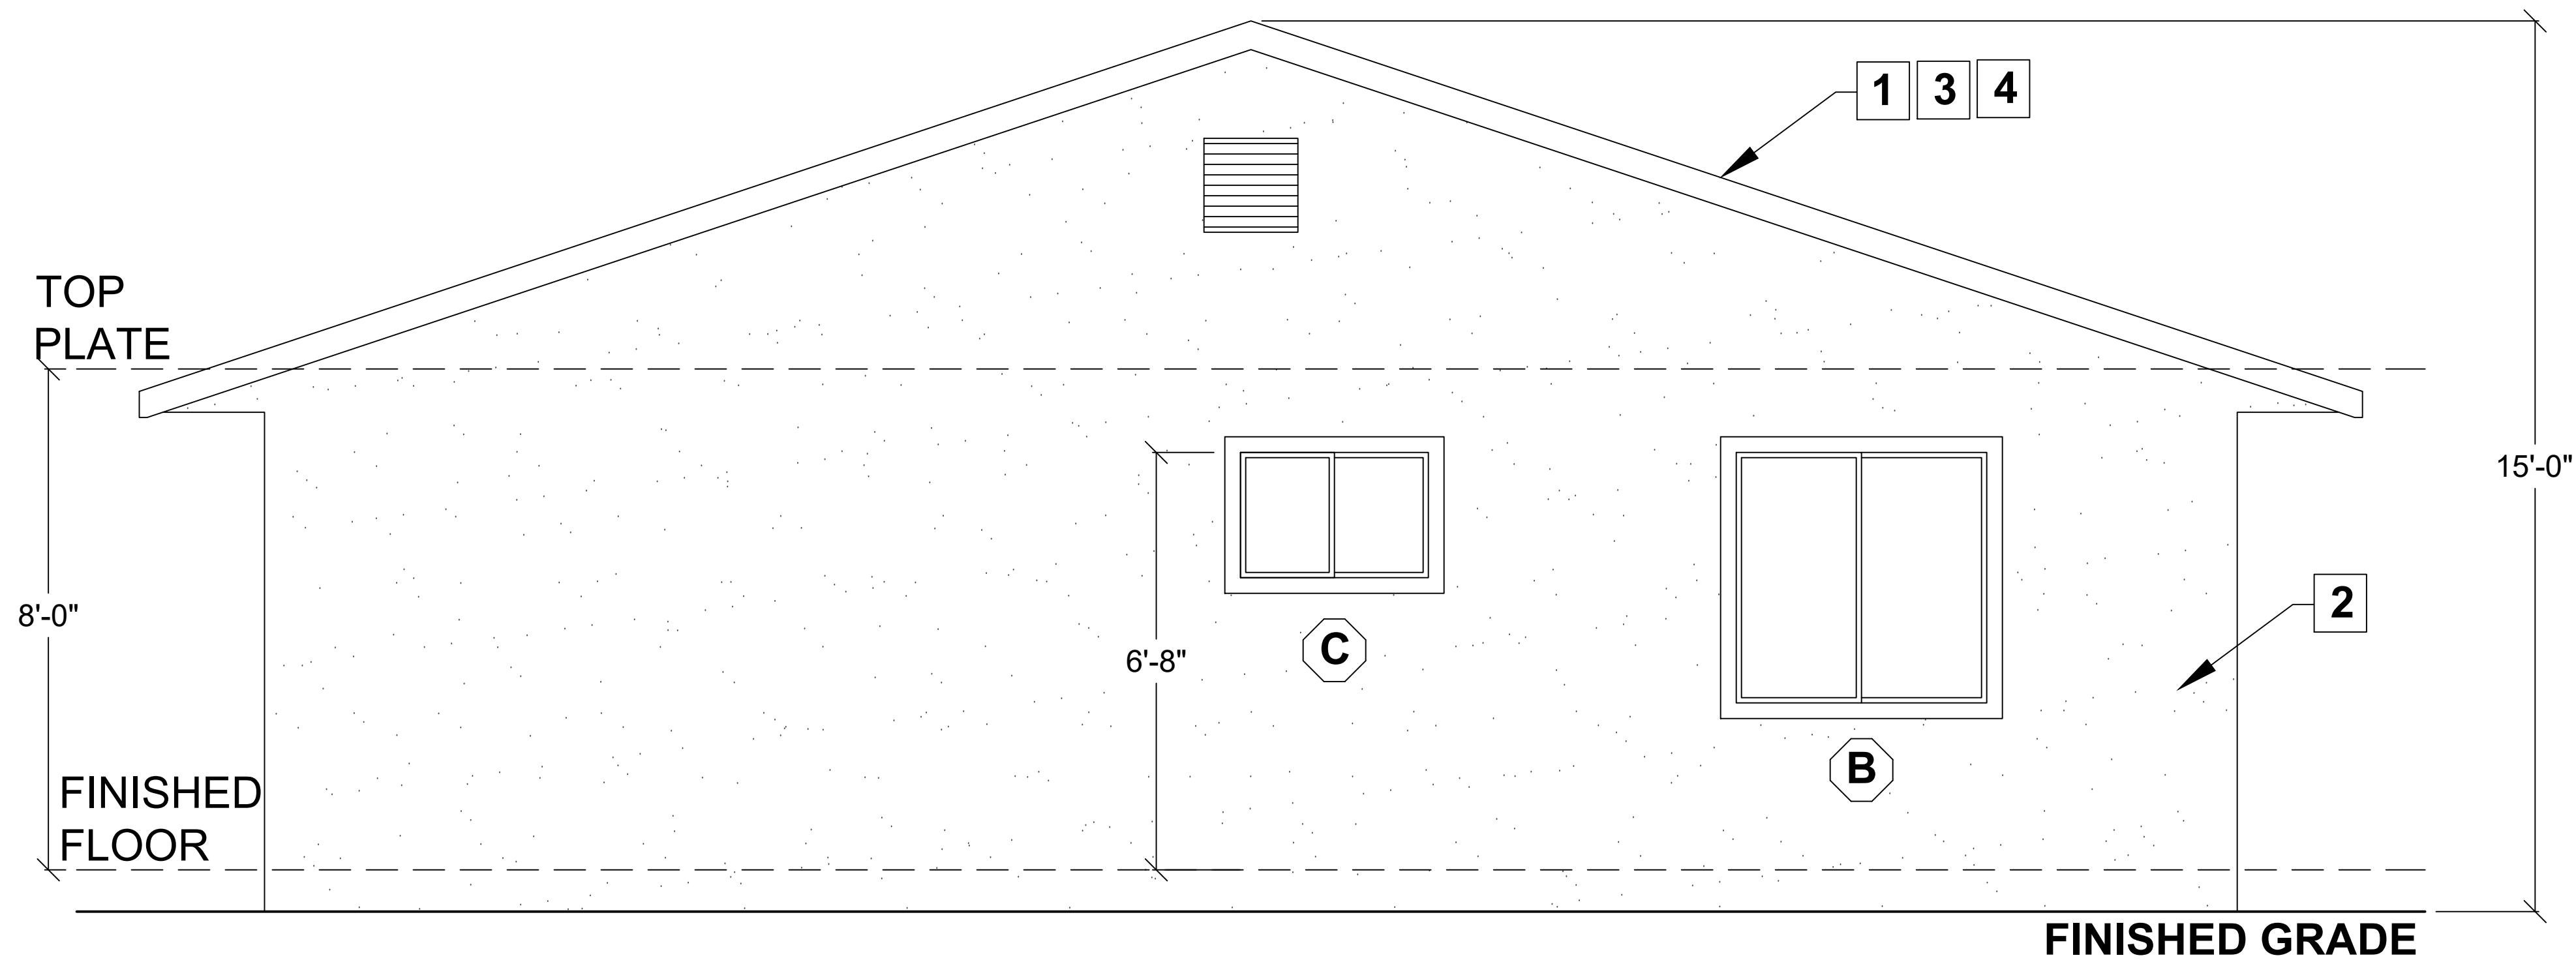 1 3 4
TOP
PLATE
15'-0"
8'-0"
6'-8"
C
2
B
FINISHED
FLOOR
FINISHED GRADE